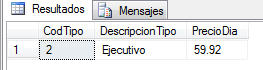 Resultados Mensajes
CodTipo DescripcionTipo PrecioDia
1 2 Ejecutivo 59.92